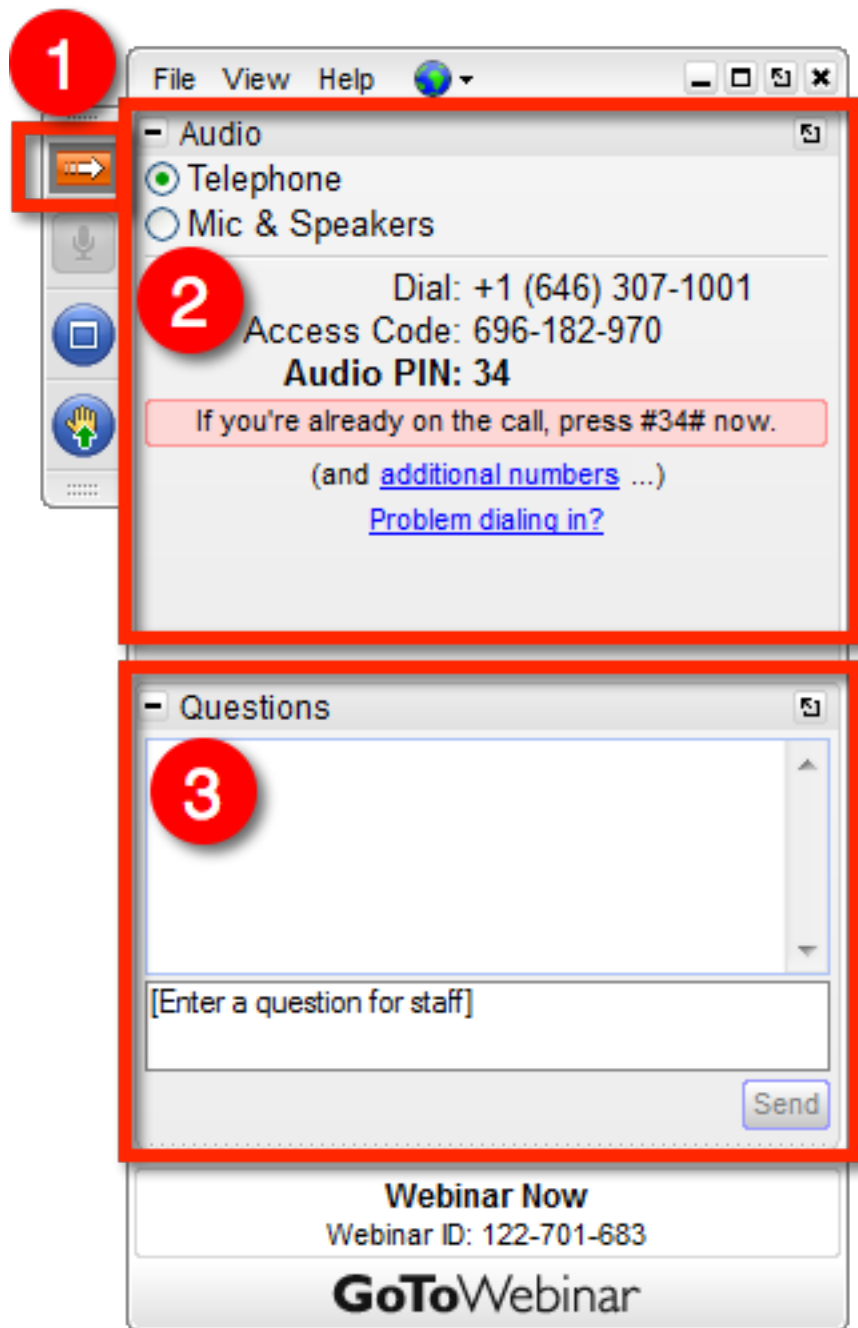 1
File View Help
Audio
Telephone
Mic & Speakers
2
Dial: +1 (646) 307-1001
Access Code: 696-182-970
Audio PIN: 34
If you're already on the call, press #34# now.
(and additional numbers ...)
Problem dialing in?
Questions
3
[Enter a question for staff]
Send
Webinar Now
Webinar ID: 122-701-683
GoToWebinar